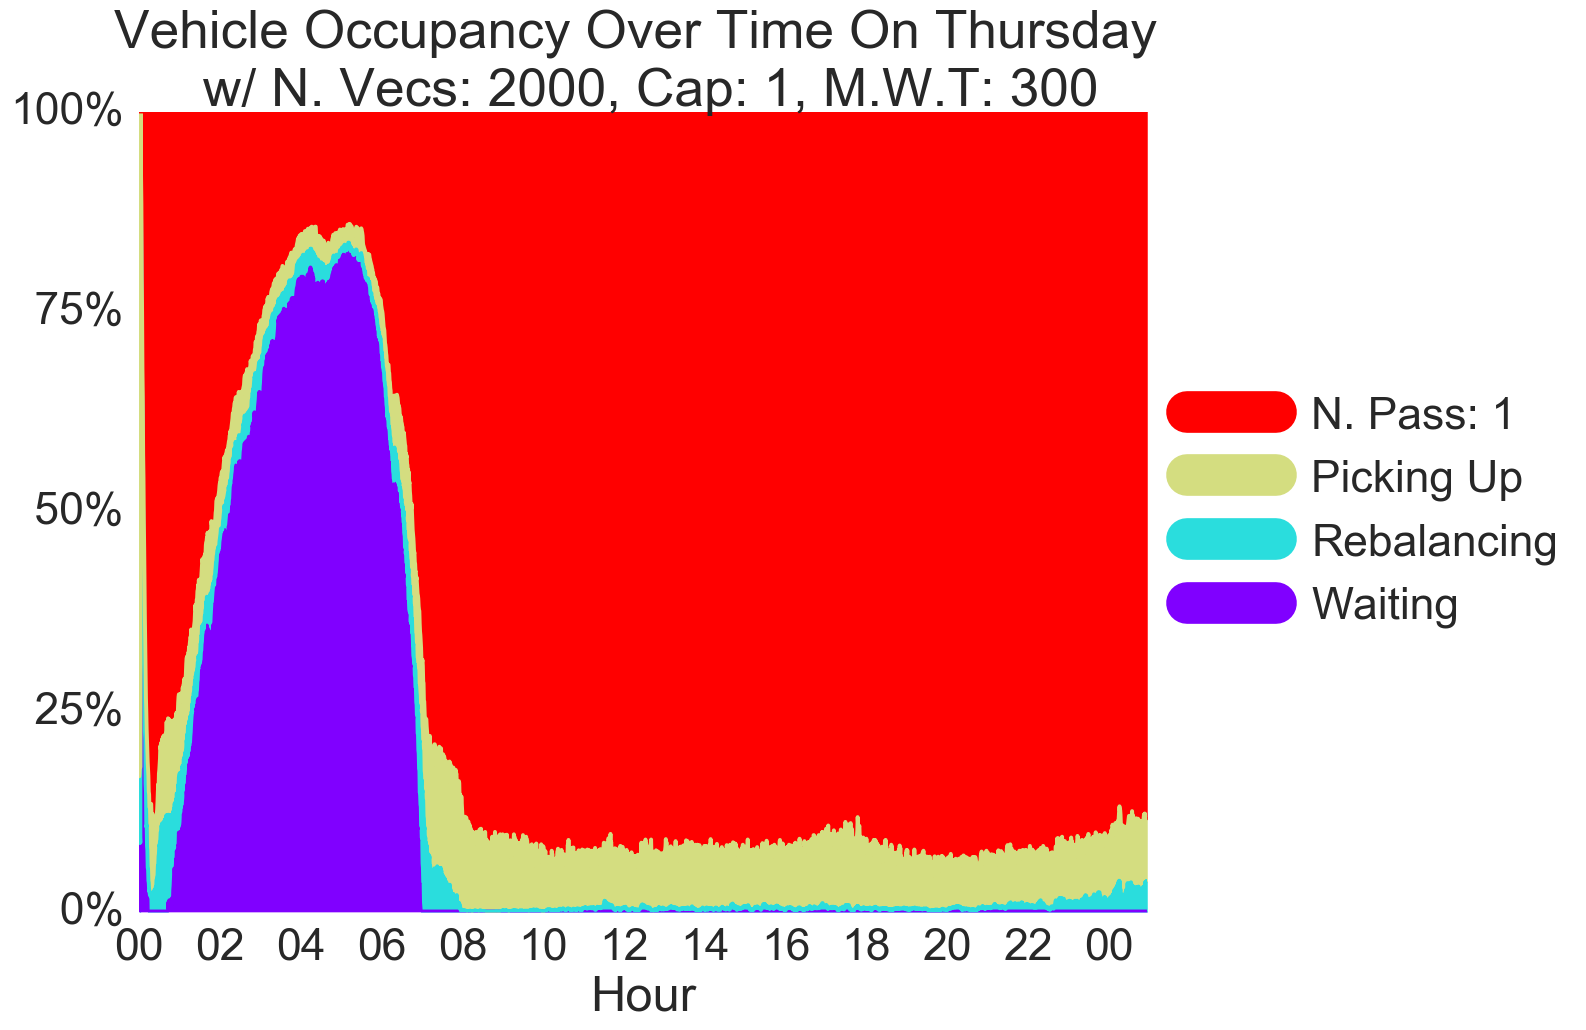 Vehicle Occupancy Over Time On Thursday
w/ N. Vecs: 2000, Cap: 1, M.W.T: 300
100%
75%
50%
25%
0%
00 02 04 06 08 10 12 14 16 18 20 22 00
Hour
N. Pass: 1
Picking Up
Rebalancing
Waiting